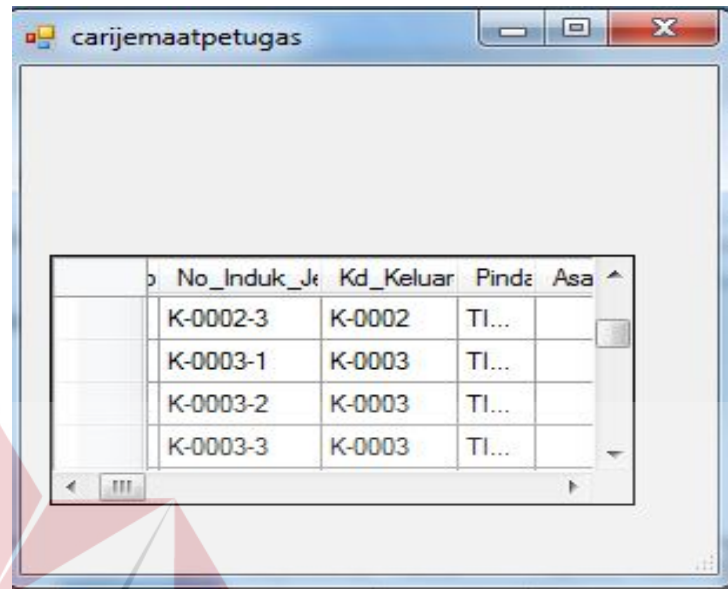 carijemaatpetugas
No_Induk_Je Kd_Keluar Pinda Asa
K-0002-3 K-0002 TI...
K-0003-1 K-0003 TI...
K-0003-2 K-0003 TI...
K-0003-3 K-0003 TI...